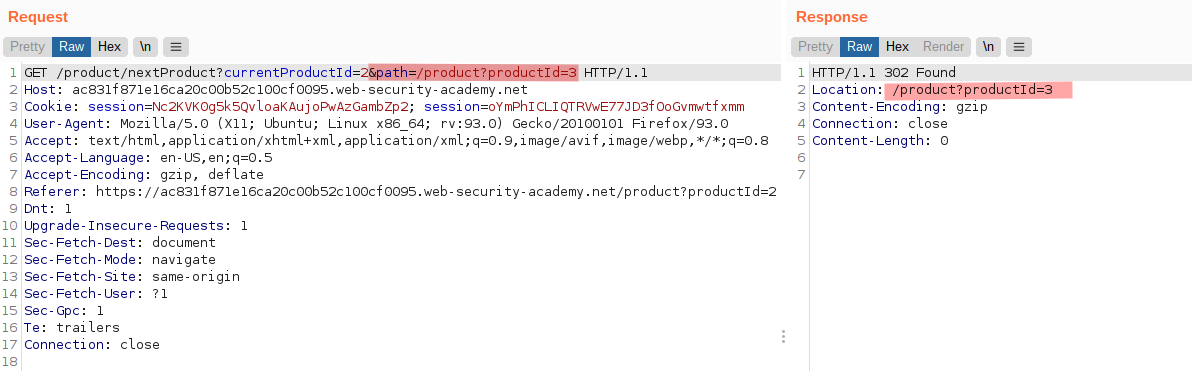 Request
Pretty Raw Hex \n ≡
1 GET /product/nextProduct?currentProductId=2&path=/product?productId=3 HTTP/1.1
2 Host: ac831f871e16ca20c00b52c100cf0095.web-security-academy.net
3 Cookie: session=Nc2KVK0g5k5QvloaKAujoPwAzGambZp2; session=oYmPhICLIQTRVwE77JD3fOoGvmwtfxmm
4 User-Agent: Mozilla/5.0 (X11; Ubuntu; Linux x86_64; rv:93.0) Gecko/20100101 Firefox/93.0
5 Accept: text/html,application/xhtml+xml,application/xml;q=0.9,image/avif,image/webp,*/*;q=0.8
6 Accept-Language: en-US,en;q=0.5
7 Accept-Encoding: gzip, deflate
8 Referer: https://ac831f871e16ca20c00b52c100cf0095.web-security-academy.net/product?productId=2
9 Dnt: 1
10 Upgrade-Insecure-Requests: 1
11 Sec-Fetch-Dest: document
12 Sec-Fetch-Mode: navigate
13 Sec-Fetch-Site: same-origin
14 Sec-Fetch-User: ?1
15 Sec-Gpc: 1
16 Te: trailers
17 Connection: close
18
Response
Pretty Raw Hex Render \n ≡
1 HTTP/1.1 302 Found
2 Location: /product?productId=3
3 Content-Encoding: gzip
4 Connection: close
5 Content-Length: 0
6
7